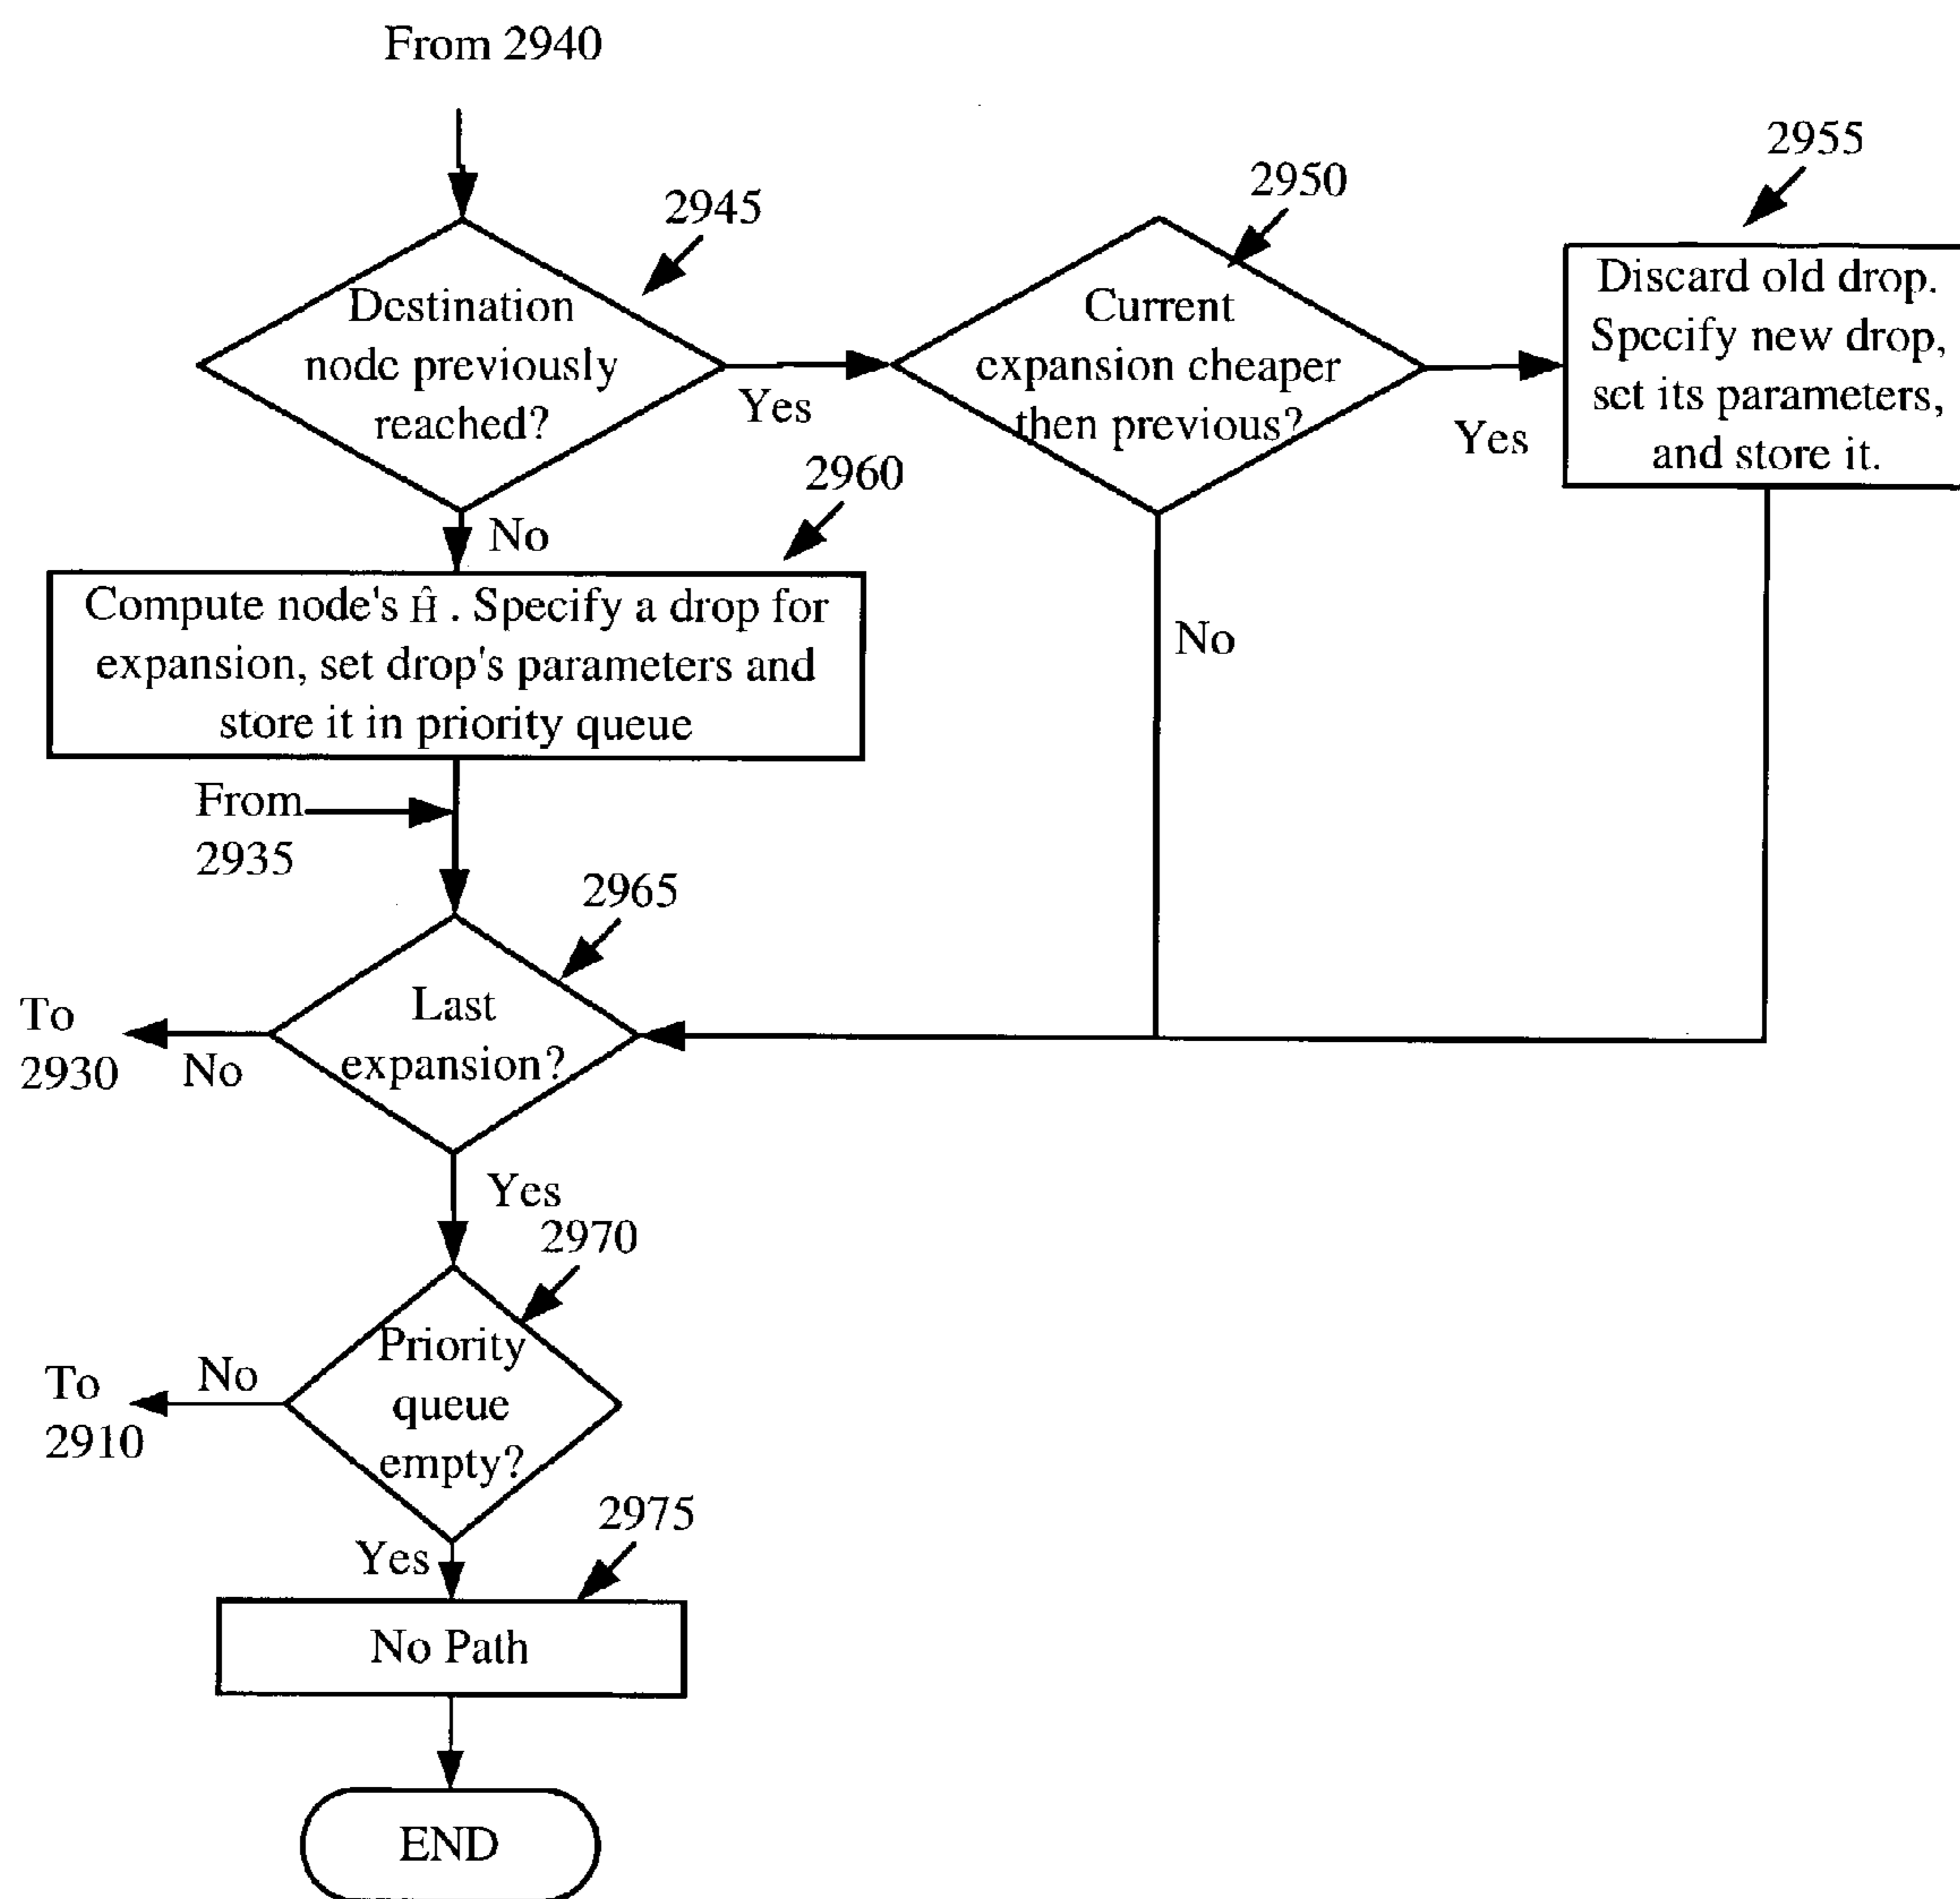 From 2940
2945
Destination
node previously
reached?
Yes
No
2950
Current
expansion cheaper
then previous?
Yes
No
2955
Discard old drop.
Specify new drop,
set its parameters,
and store it.
2960
Compute node's Ĥ . Specify a drop for
expansion, set drop's parameters and
store it in priority queue
From
2935
2965
Last
expansion?
To
2930
No
Yes
2970
Priority
queue
empty?
To
2910
No
Yes
2975
No Path
END